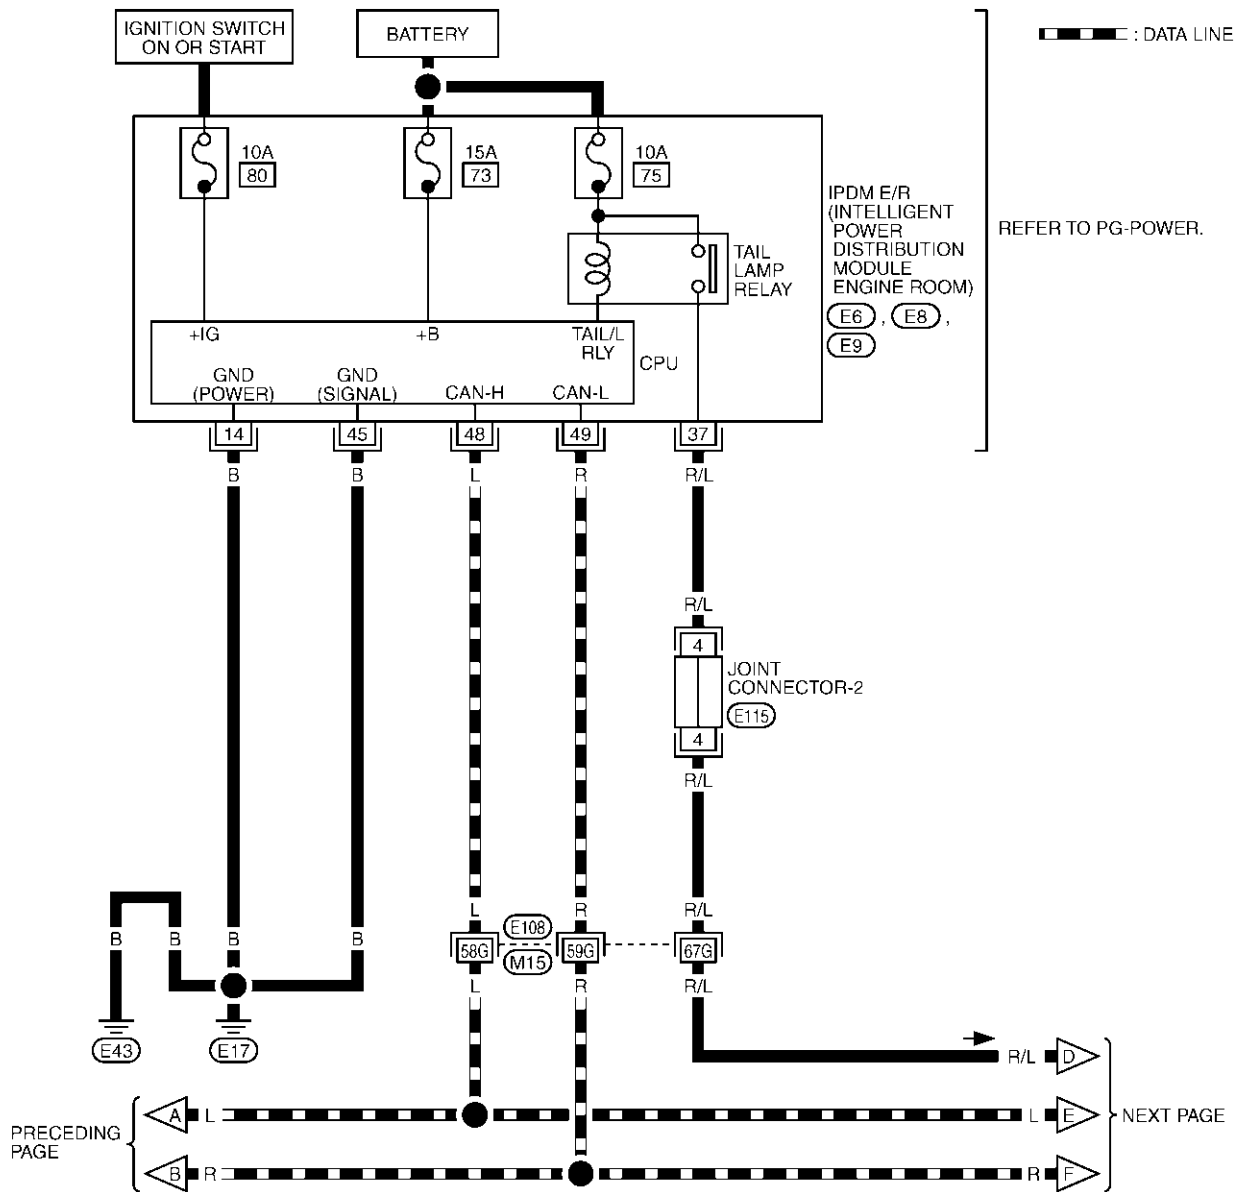 IGNITION SWITCH
ON OR START
BATTERY
: DATA LINE
10A
80
15A
73
10A
75
IPDM E/R
(INTELLIGENT
POWER
DISTRIBUTION
MODULE
ENGINE ROOM)
E6 , E8 ,
E9
REFER TO PG-POWER.
TAIL
LAMP
RELAY
+IG
+B
TAIL/L
RLY
CPU
GND
(POWER)
GND
(SIGNAL)
CAN-H
CAN-L
14 45 48 49 37
B B L R R/L
R/L
4
JOINT
CONNECTOR-2
E115
4
R/L
L R R/L
E108
B B B B
58G 59G 67G
M15
L R R/L
E43 E17
R/L D
A L L E
PRECEDING
PAGE
NEXT PAGE
B R R F